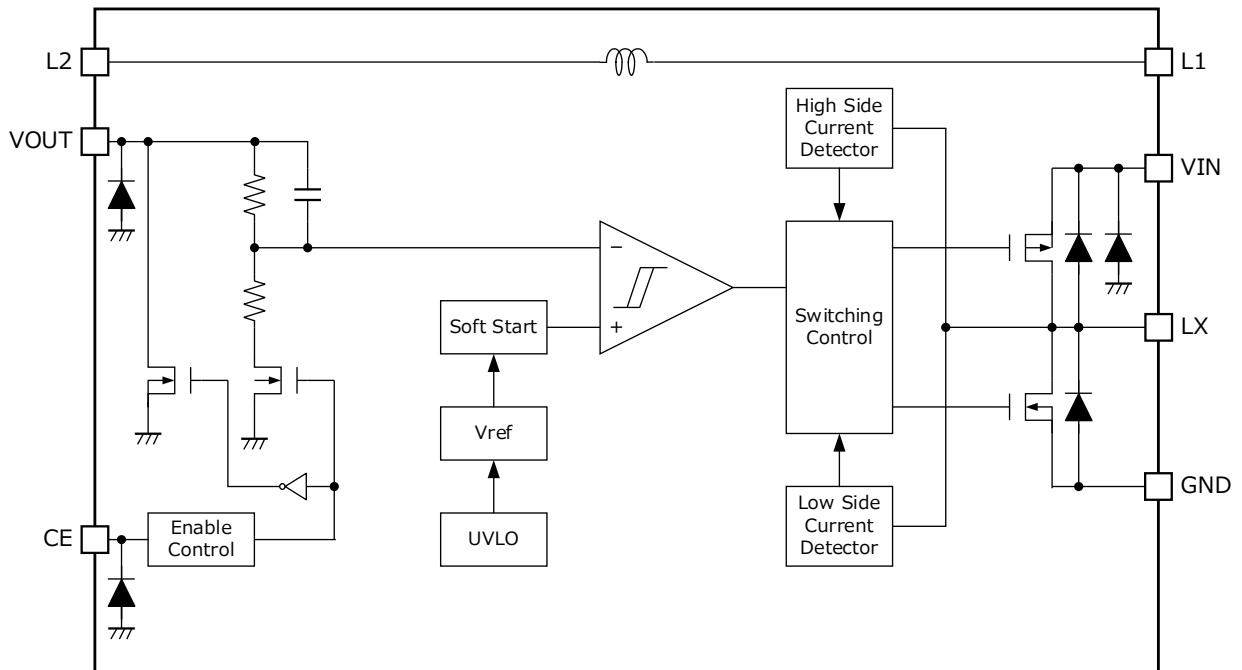 L2
L1
VOUT
High Side
Current
Detector
VIN
−
Soft Start
+
Switching
Control
LX
Vref
GND
CE
Enable
Control
UVLO
Low Side
Current
Detector